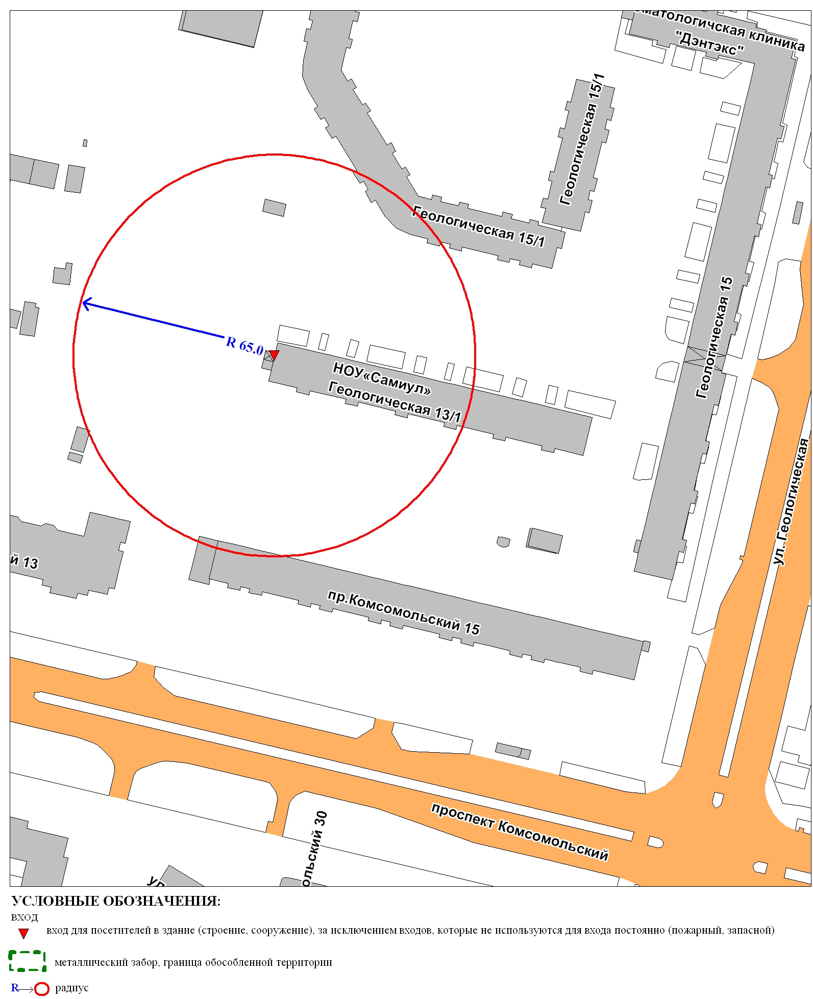 матологичская клиника
"Дэнтэкс"
Геологическая 15/1
Геологическая 15/1
Геологическая 15
R 65.0
НОУ«Самиул»
Геологическая 13/1
ул. Геологическая
й 13
пр.Комсомольский 15
проспект Комсомольский
ольский 30
ул
УСЛОВНЫЕ ОБОЗНАЧЕНИЯ:
ВХОД
вход для посетителей в здание (строение, сооружение), за исключением входов, которые не используются для входа постоянно (пожарный, запасной)
металлический забор, граница обособленной территории
R радиус